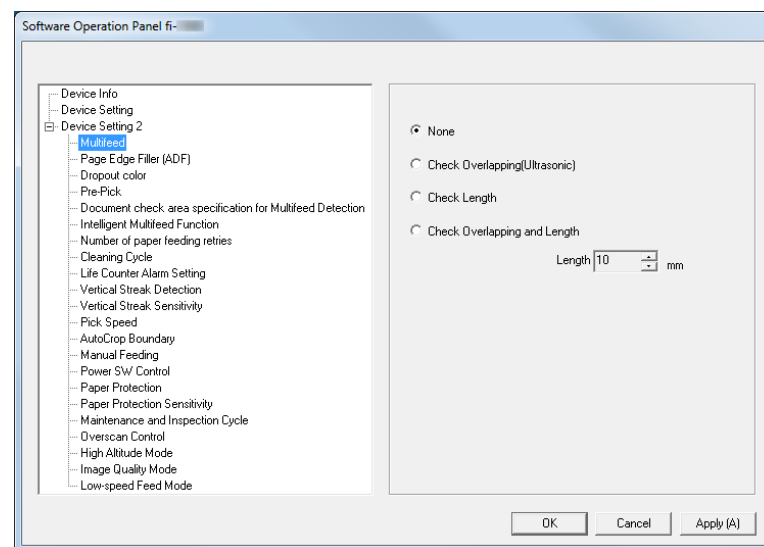 Software Operation Panel fi-
Device Info
Device Setting
Device Setting 2
Multifeed
Page Edge Filler (ADF)
Dropout color
Pre-Pick
Document check area specification for Multifeed Detection
Intelligent Multifeed Function
Number of paper feeding retries
Cleaning Cycle
Life Counter Alarm Setting
Vertical Streak Detection
Vertical Streak Sensitivity
Pick Speed
AutoCrop Boundary
Manual Feeding
Power SW Control
Paper Protection
Paper Protection Sensitivity
Maintenance and Inspection Cycle
Overscan Control
High Altitude Mode
Image Quality Mode
Low-speed Feed Mode
None
Check Overlapping(Ultrasonic)
Check Length
Check Overlapping and Length
Length 10 mm
OK Cancel Apply (A)